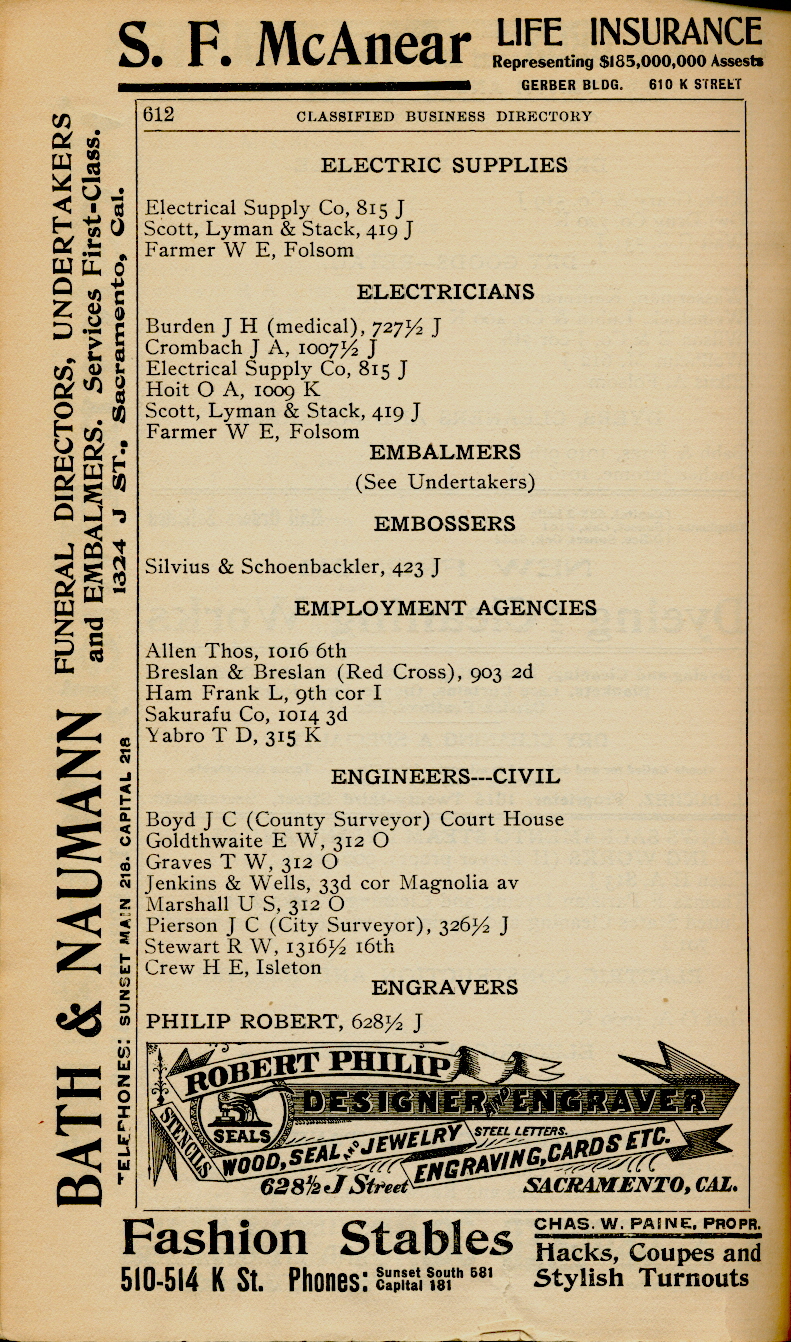 S. F. McAnear
LIFE INSURANCE
Representing $185,000,000 Assests
GERBER BLDG. 610 K STREET
612 CLASSIFIED BUSINESS DIRECTORY
ELECTRIC SUPPLIES
Electrical Supply Co, 815 J
Scott, Lyman & Stack, 419 J
Farmer W E, Folsom
ELECTRICIANS
Burden J H (medical), 727½ J
Crombach J A, 1007½ J
Electrical Supply Co, 815 J
Hoit O A, 1009 K
Scott, Lyman & Stack, 419 J
Farmer W E, Folsom
EMBALMERS
(See Undertakers)
EMBOSSERS
Silvius & Schoenbackler, 423 J
EMPLOYMENT AGENCIES
Allen Thos, 1016 6th
Breslan & Breslan (Red Cross), 903 2d
Ham Frank L, 9th cor I
Sakurafu Co, 1014 3d
Yabro T D, 315 K
ENGINEERS---CIVIL
Boyd J C (County Surveyor) Court House
Goldthwaite E W, 312 O
Graves T W, 312 O
Jenkins & Wells, 33d cor Magnolia av
Marshall U S, 312 O
Pierson J C (City Surveyor), 326½ J
Stewart R W, 1316½ 16th
Crew H E, Isleton
ENGRAVERS
PHILIP ROBERT, 628½ J
ROBERT PHILIP
DESIGNER AND ENGRAVER
STENCILS
SEALS
WOOD, SEAL AND JEWELRY
STEEL LETTERS.
ENGRAVING, CARDS ETC.
628½ J Street
SACRAMENTO, CAL.
BATH & NAUMANN
FUNERAL DIRECTORS, UNDERTAKERS
and EMBALMERS. Services First-Class.
1324 J ST., Sacramento, Cal.
TELEPHONES: SUNSET MAIN 218. CAPITAL 218
Fashion Stables
510-514 K St. Phones: Sunset South 681
Capital 181
CHAS. W. PAINE, PROPR.
Hacks, Coupes and
Stylish Turnouts